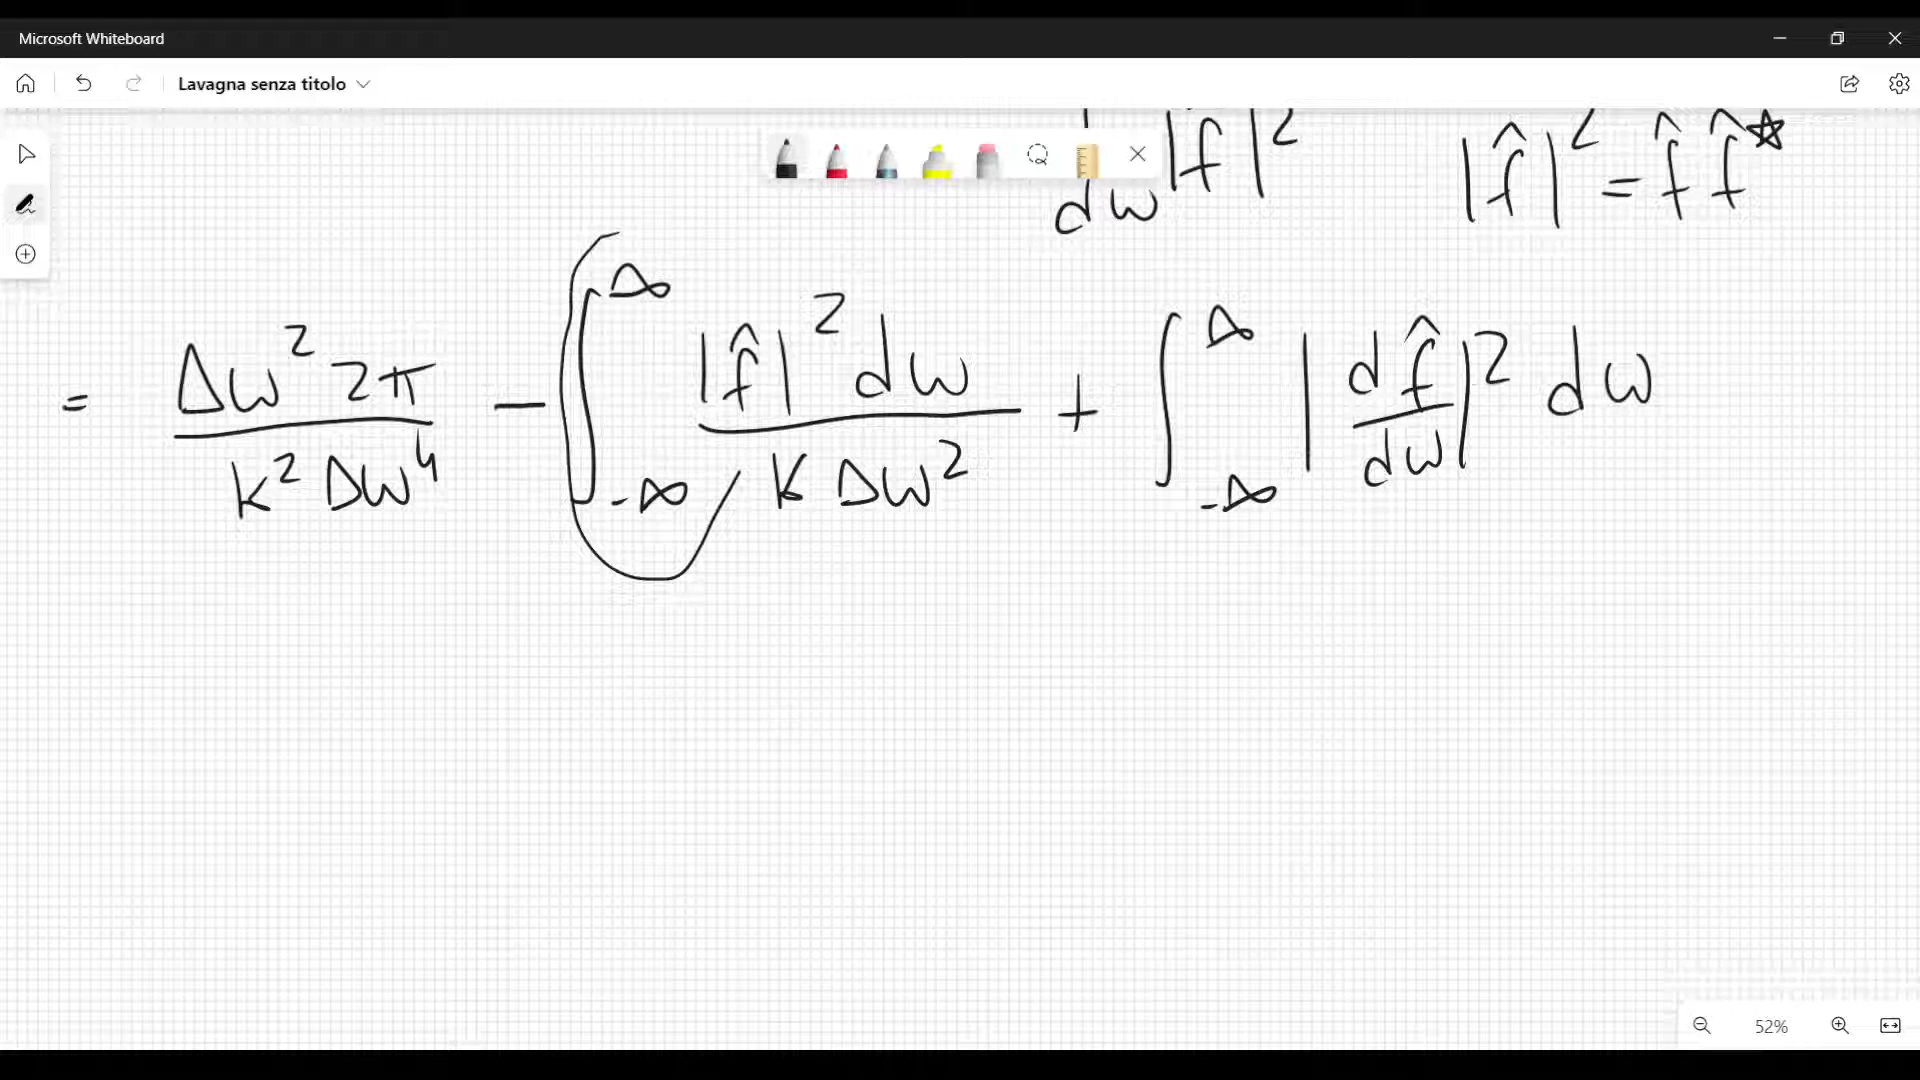 Microsoft Whiteboard
Lavagna senza titolo
dω |f|² |f̂|² = f̂ f̂☆
= Δω² 2π / k² Δω⁴ − ∫_{-∞}^{∞} |f̂|² dω / k Δω² + ∫_{-∞}^{∞} |df̂/dω|² dω
52%